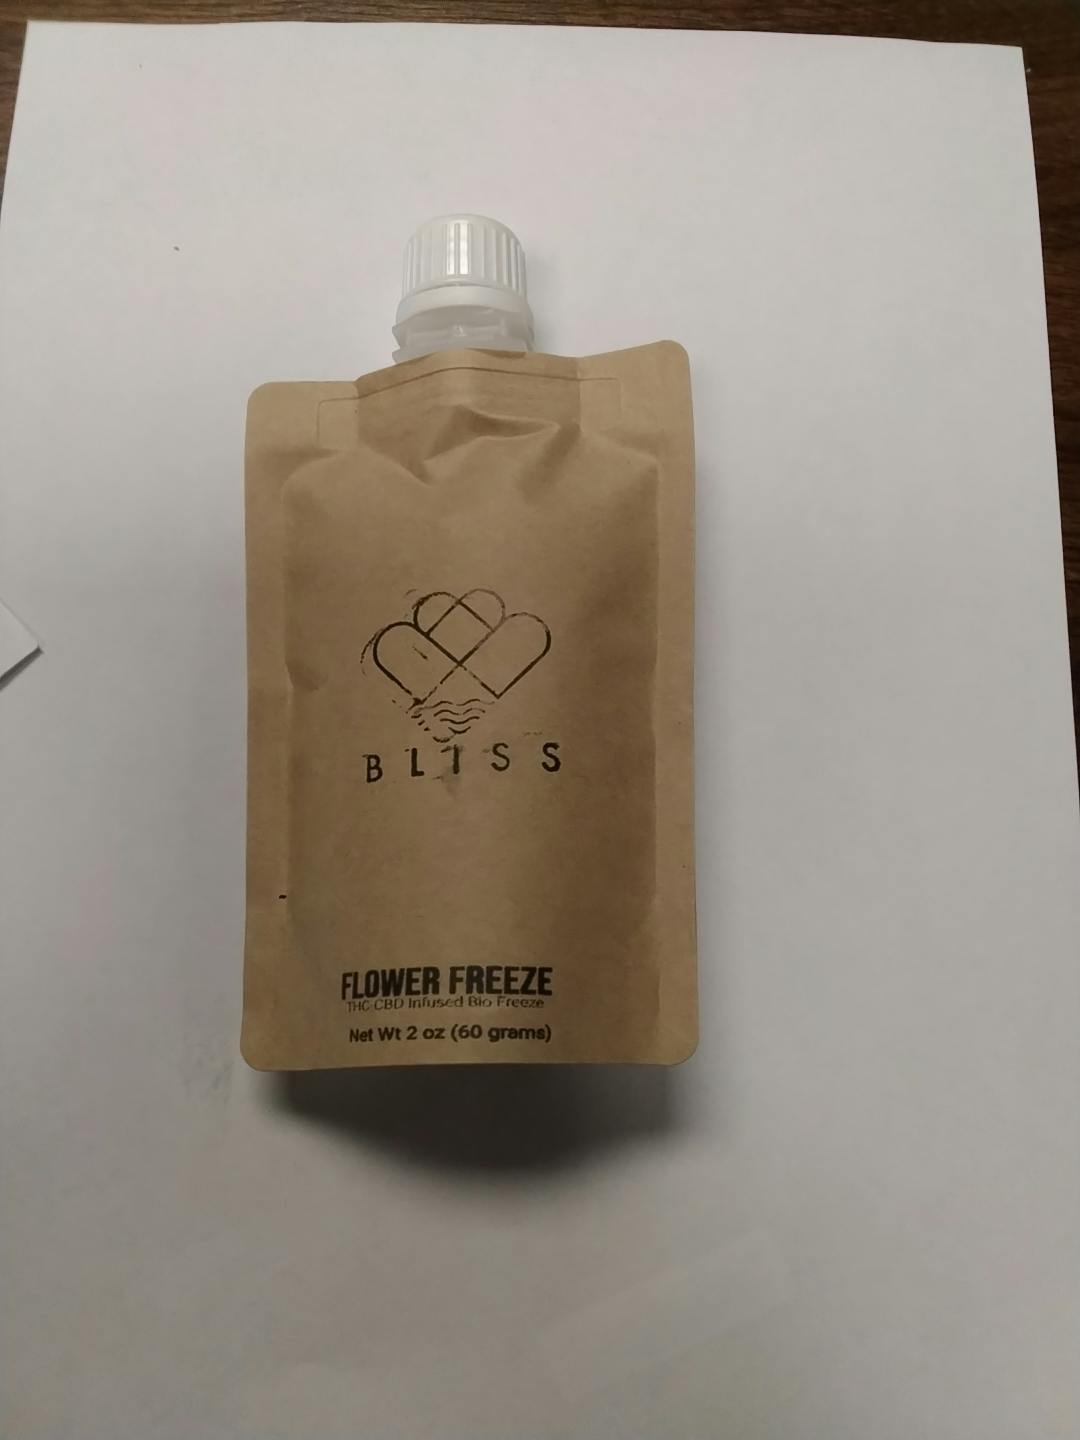 BLISS
FLOWER FREEZE
THC-CBD Infused Bio Freeze
Net Wt 2 oz (60 grams)